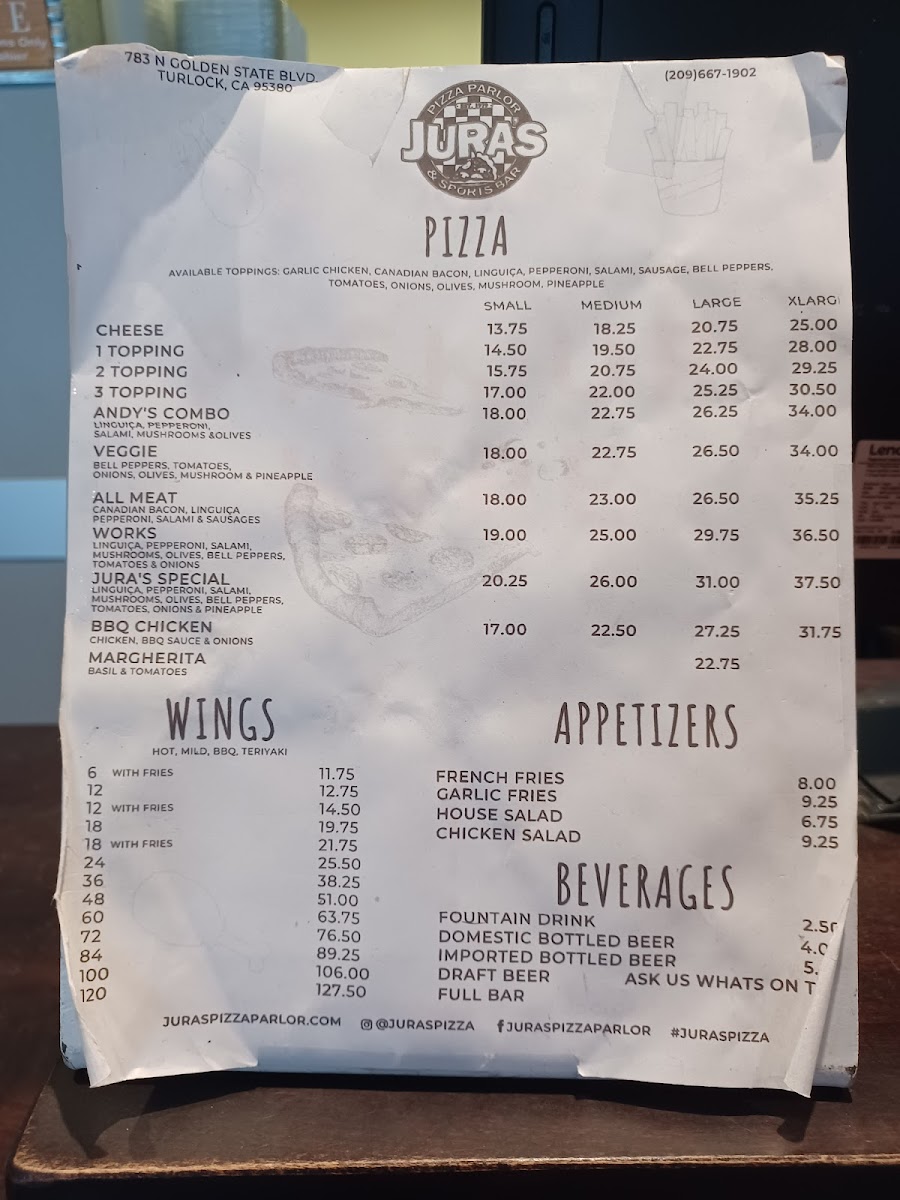 E
ns Only
783 N GOLDEN STATE BLVD.
TURLOCK, CA 95380
(209)667-1902
PIZZA PARLOR
JURAS
& SPORTS BAR
PIZZA
AVAILABLE TOPPINGS: GARLIC CHICKEN, CANADIAN BACON, LINGUIÇA, PEPPERONI, SALAMI, SAUSAGE, BELL PEPPERS,
TOMATOES, ONIONS, OLIVES, MUSHROOM, PINEAPPLE
SMALL MEDIUM LARGE XLARG
CHEESE 13.75 18.25 20.75 25.00
1 TOPPING 14.50 19.50 22.75 28.00
2 TOPPING 15.75 20.75 24.00 29.25
3 TOPPING 17.00 22.00 25.25 30.50
ANDY'S COMBO 18.00 22.75 26.25 34.00
LINGUIÇA, PEPPERONI,
SALAMI, MUSHROOMS &OLIVES
VEGGIE 18.00 22.75 26.50 34.00
BELL PEPPERS, TOMATOES,
ONIONS, OLIVES, MUSHROOM & PINEAPPLE
ALL MEAT 18.00 23.00 26.50 35.25
CANADIAN BACON, LINGUIÇA
PEPPERONI, SALAMI & SAUSAGES
WORKS 19.00 25.00 29.75 36.50
LINGUIÇA, PEPPERONI, SALAMI,
MUSHROOMS, OLIVES, BELL PEPPERS,
TOMATOES & ONIONS
JURA'S SPECIAL 20.25 26.00 31.00 37.50
LINGUIÇA, PEPPERONI, SALAMI,
MUSHROOMS, OLIVES, BELL PEPPERS,
TOMATOES, ONIONS & PINEAPPLE
BBQ CHICKEN 17.00 22.50 27.25 31.75
CHICKEN, BBQ SAUCE & ONIONS
MARGHERITA 22.75
BASIL & TOMATOES
WINGS
HOT, MILD, BBQ, TERIYAKI
6 WITH FRIES 11.75
12 12.75
12 WITH FRIES 14.50
18 19.75
18 WITH FRIES 21.75
24 25.50
36 38.25
48 51.00
60 63.75
72 76.50
84 89.25
100 106.00
120 127.50
APPETIZERS
FRENCH FRIES 8.00
GARLIC FRIES 9.25
HOUSE SALAD 6.75
CHICKEN SALAD 9.25
BEVERAGES
FOUNTAIN DRINK 2.50
DOMESTIC BOTTLED BEER 4.0
IMPORTED BOTTLED BEER 5.
DRAFT BEER ASK US WHATS ON T
FULL BAR
JURASPIZZAPARLOR.COM @JURASPIZZA JURASPIZZAPARLOR #JURASPIZZA
Leno